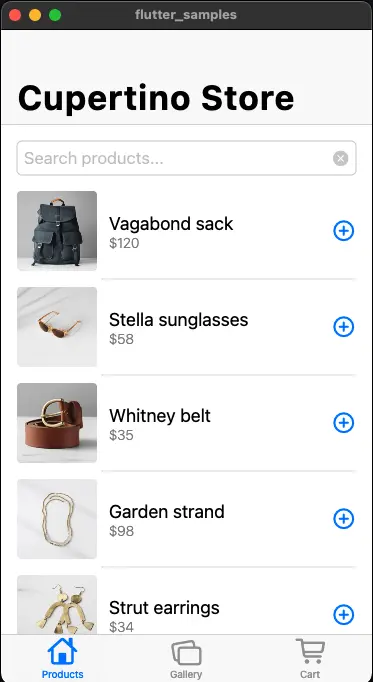 flutter_samples
Cupertino Store
Search products...
Vagabond sack
$120
Stella sunglasses
$58
Whitney belt
$35
Garden strand
$98
Strut earrings
$34
Products
Gallery
Cart